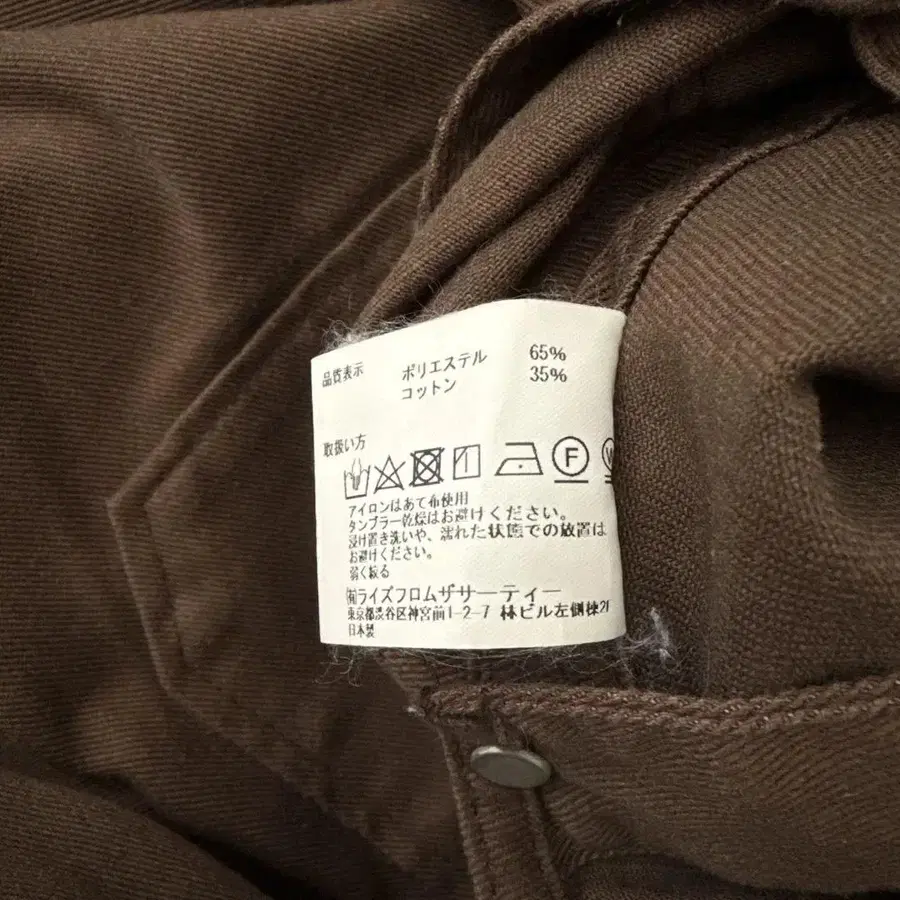 品質表示 ポリエステル 65%
コットン 35%
取扱い方
F W
アイロンはあて布使用
タンブラー乾燥はお避けください。
浸け置き洗いや、濡れた状態での放置は
お避けください。
弱く絞る
㈲ライズフロムザサーティー
東京都渋谷区神宮前1-2-7 林ビル左側棟2F
日本製